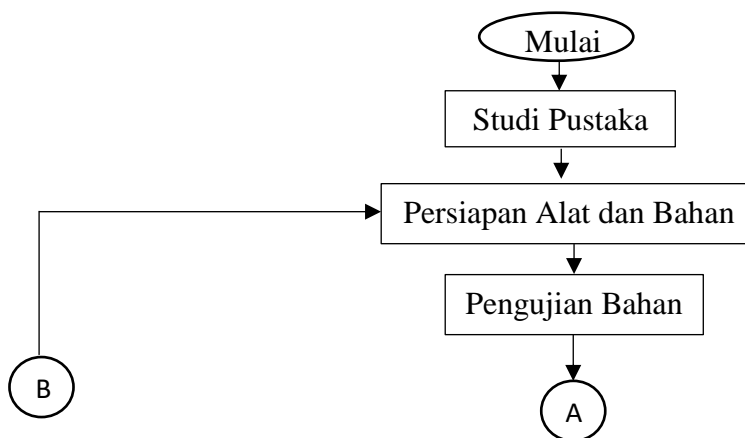 Mulai
Studi Pustaka
Persiapan Alat dan Bahan
Pengujian Bahan
B
A